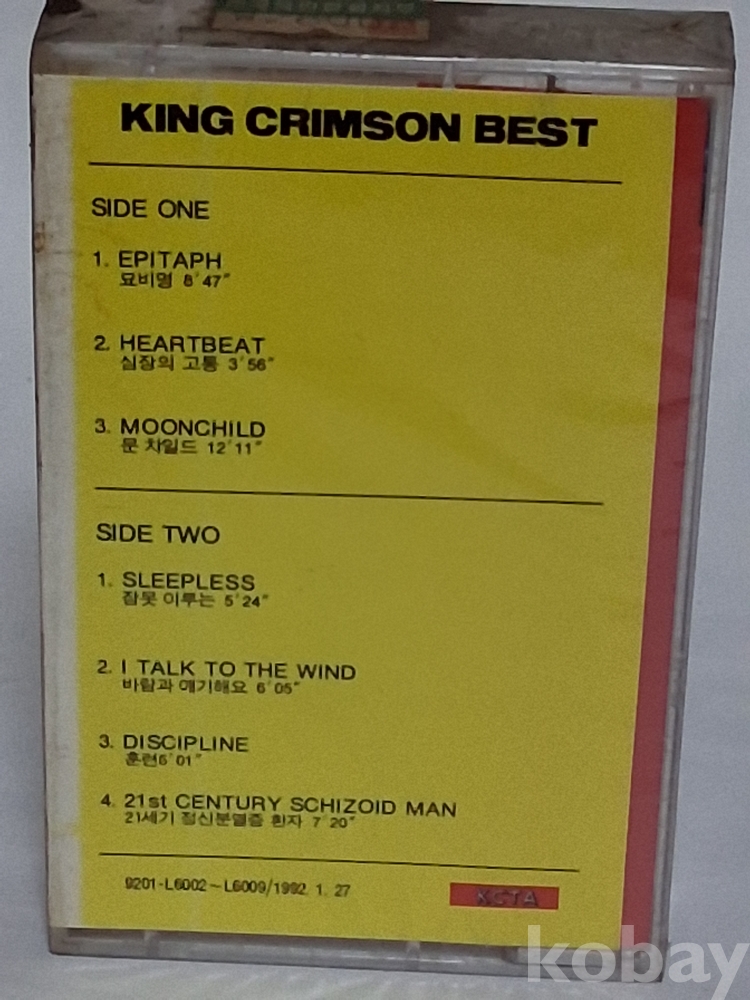 KING CRIMSON BEST
SIDE ONE
1. EPITAPH
묘비명 8'47"
2. HEARTBEAT
심장의 고통 3'56"
3. MOONCHILD
문 차일드 12'11"
SIDE TWO
1. SLEEPLESS
잠못 이루는 5'24"
2. I TALK TO THE WIND
바람과 얘기해요 6'05"
3. DISCIPLINE
훈련5'01"
4. 21st CENTURY SCHIZOID MAN
21세기 정신분열증 환자 7'20"
9201-L6002~L6009/1992. 1. 27
KCTA
kobay